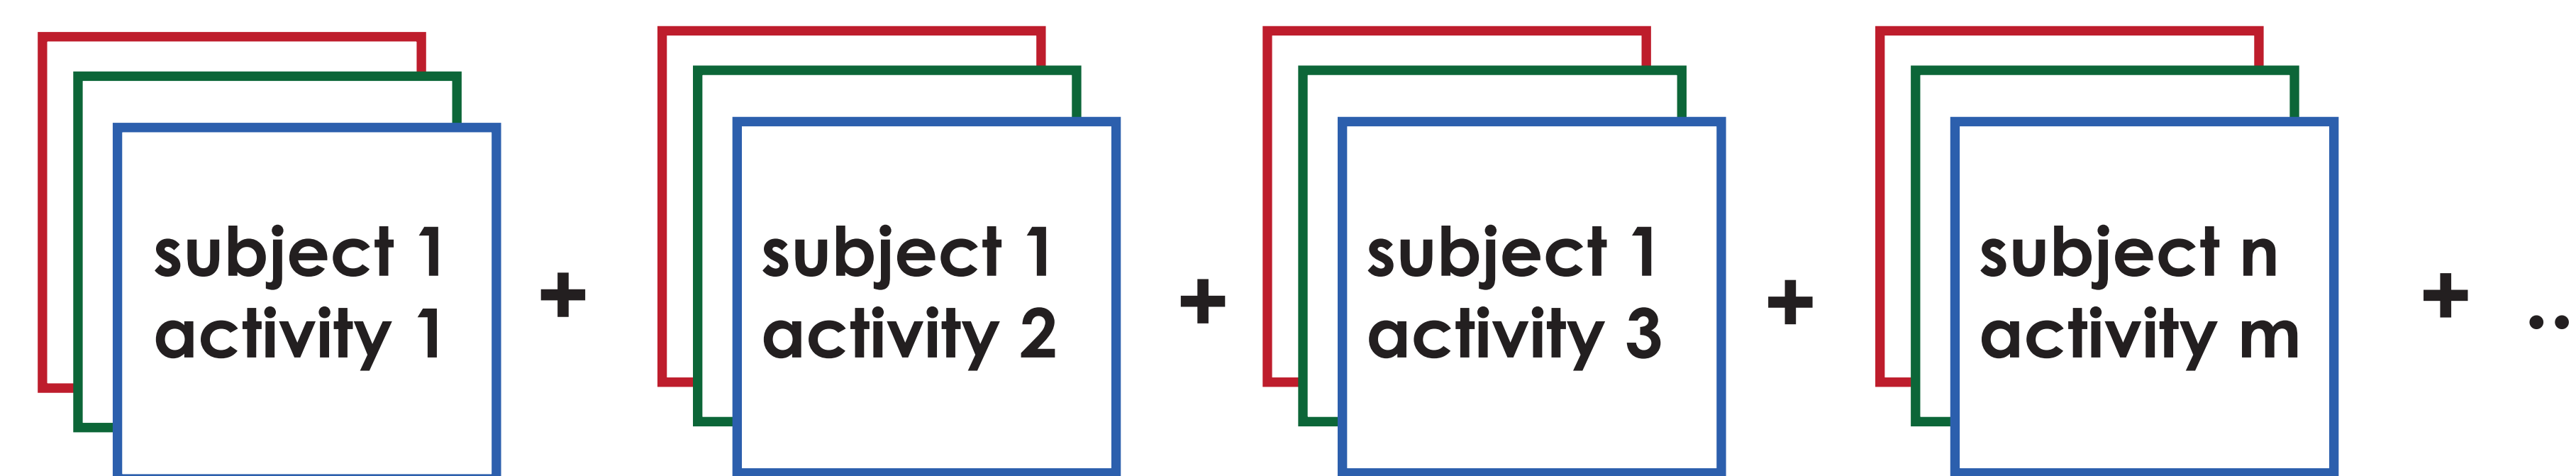 subject 1
activity 1
+
subject 1
activity 2
+
subject 1
activity 3
+
subject n
activity m
+ ..